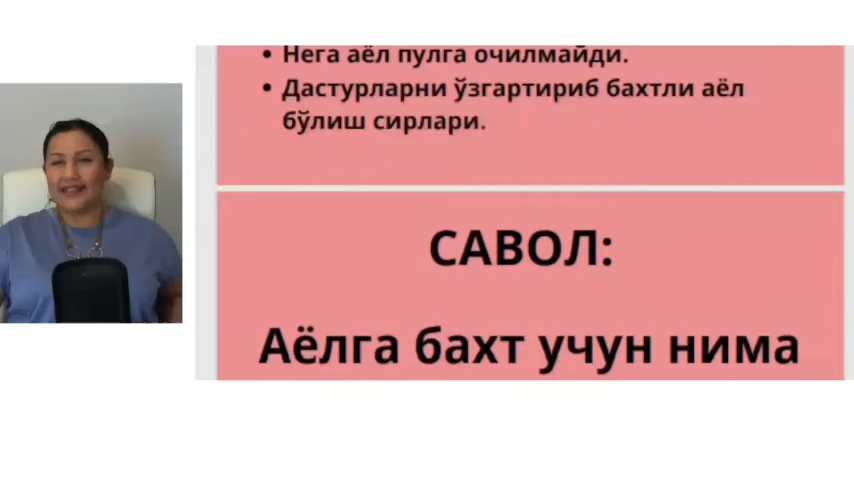 • Нега аёл пулга очилмайди.
• Дастурларни ўзгартириб бахтли аёл
бўлиш сирлари.
САВОЛ:
Аёлга бахт учун нима